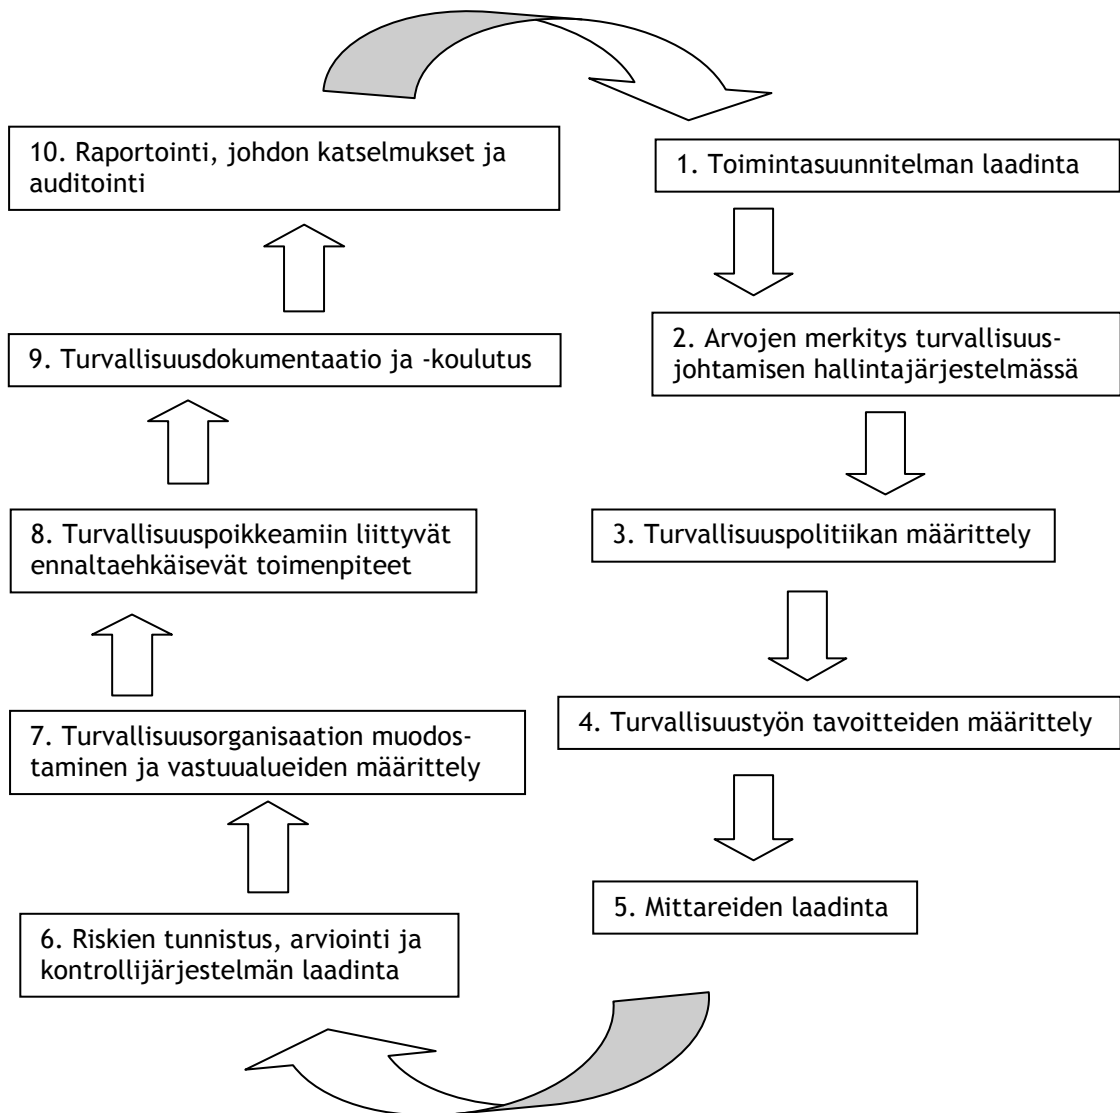 10. Raportointi, johdon katselmukset ja
auditointi
1. Toimintasuunnitelman laadinta
9. Turvallisuusdokumentaatio ja -koulutus
2. Arvojen merkitys turvallisuus-
johtamisen hallintajärjestelmässä
8. Turvallisuuspoikkeamiin liittyvät
ennaltaehkäisevät toimenpiteet
3. Turvallisuuspolitiikan määrittely
7. Turvallisuusorganisaation muodos-
taminen ja vastuualueiden määrittely
4. Turvallisuustyön tavoitteiden määrittely
6. Riskien tunnistus, arviointi ja
kontrollijärjestelmän laadinta
5. Mittareiden laadinta